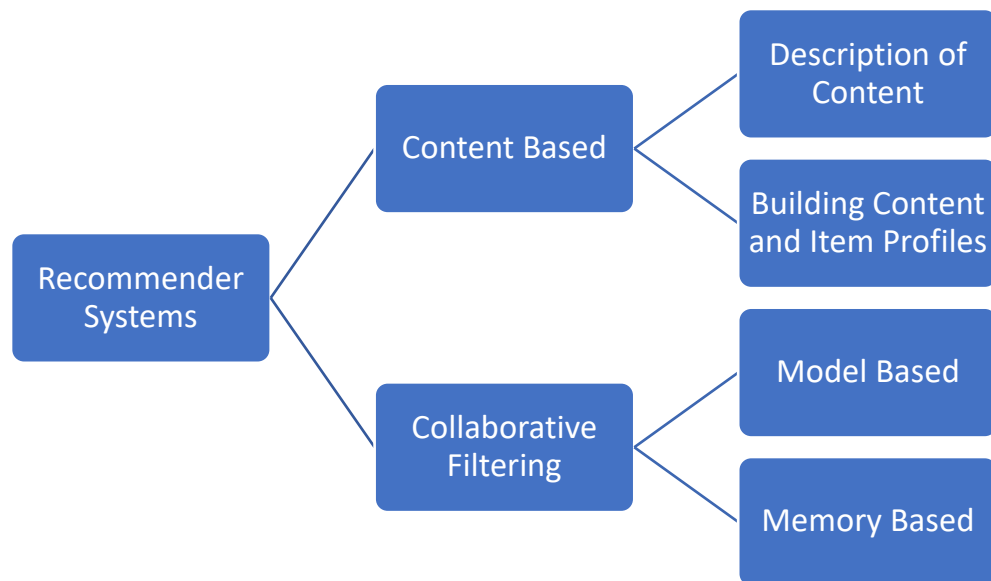 Recommender
Systems
Content Based
Collaborative
Filtering
Description of
Content
Building Content
and Item Profiles
Model Based
Memory Based